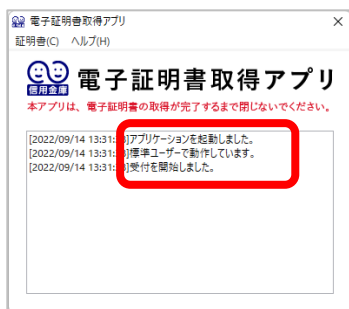 電子証明書取得アプリ
証明書(C) ヘルプ(H)
信用金庫 電子証明書取得アプリ
本アプリは、電子証明書の取得が完了するまで閉じないでください。
[2022/09/14 13:31: ]アプリケーションを起動しました。
[2022/09/14 13:31: ]標準ユーザーで動作しています。
[2022/09/14 13:31: ]受付を開始しました。